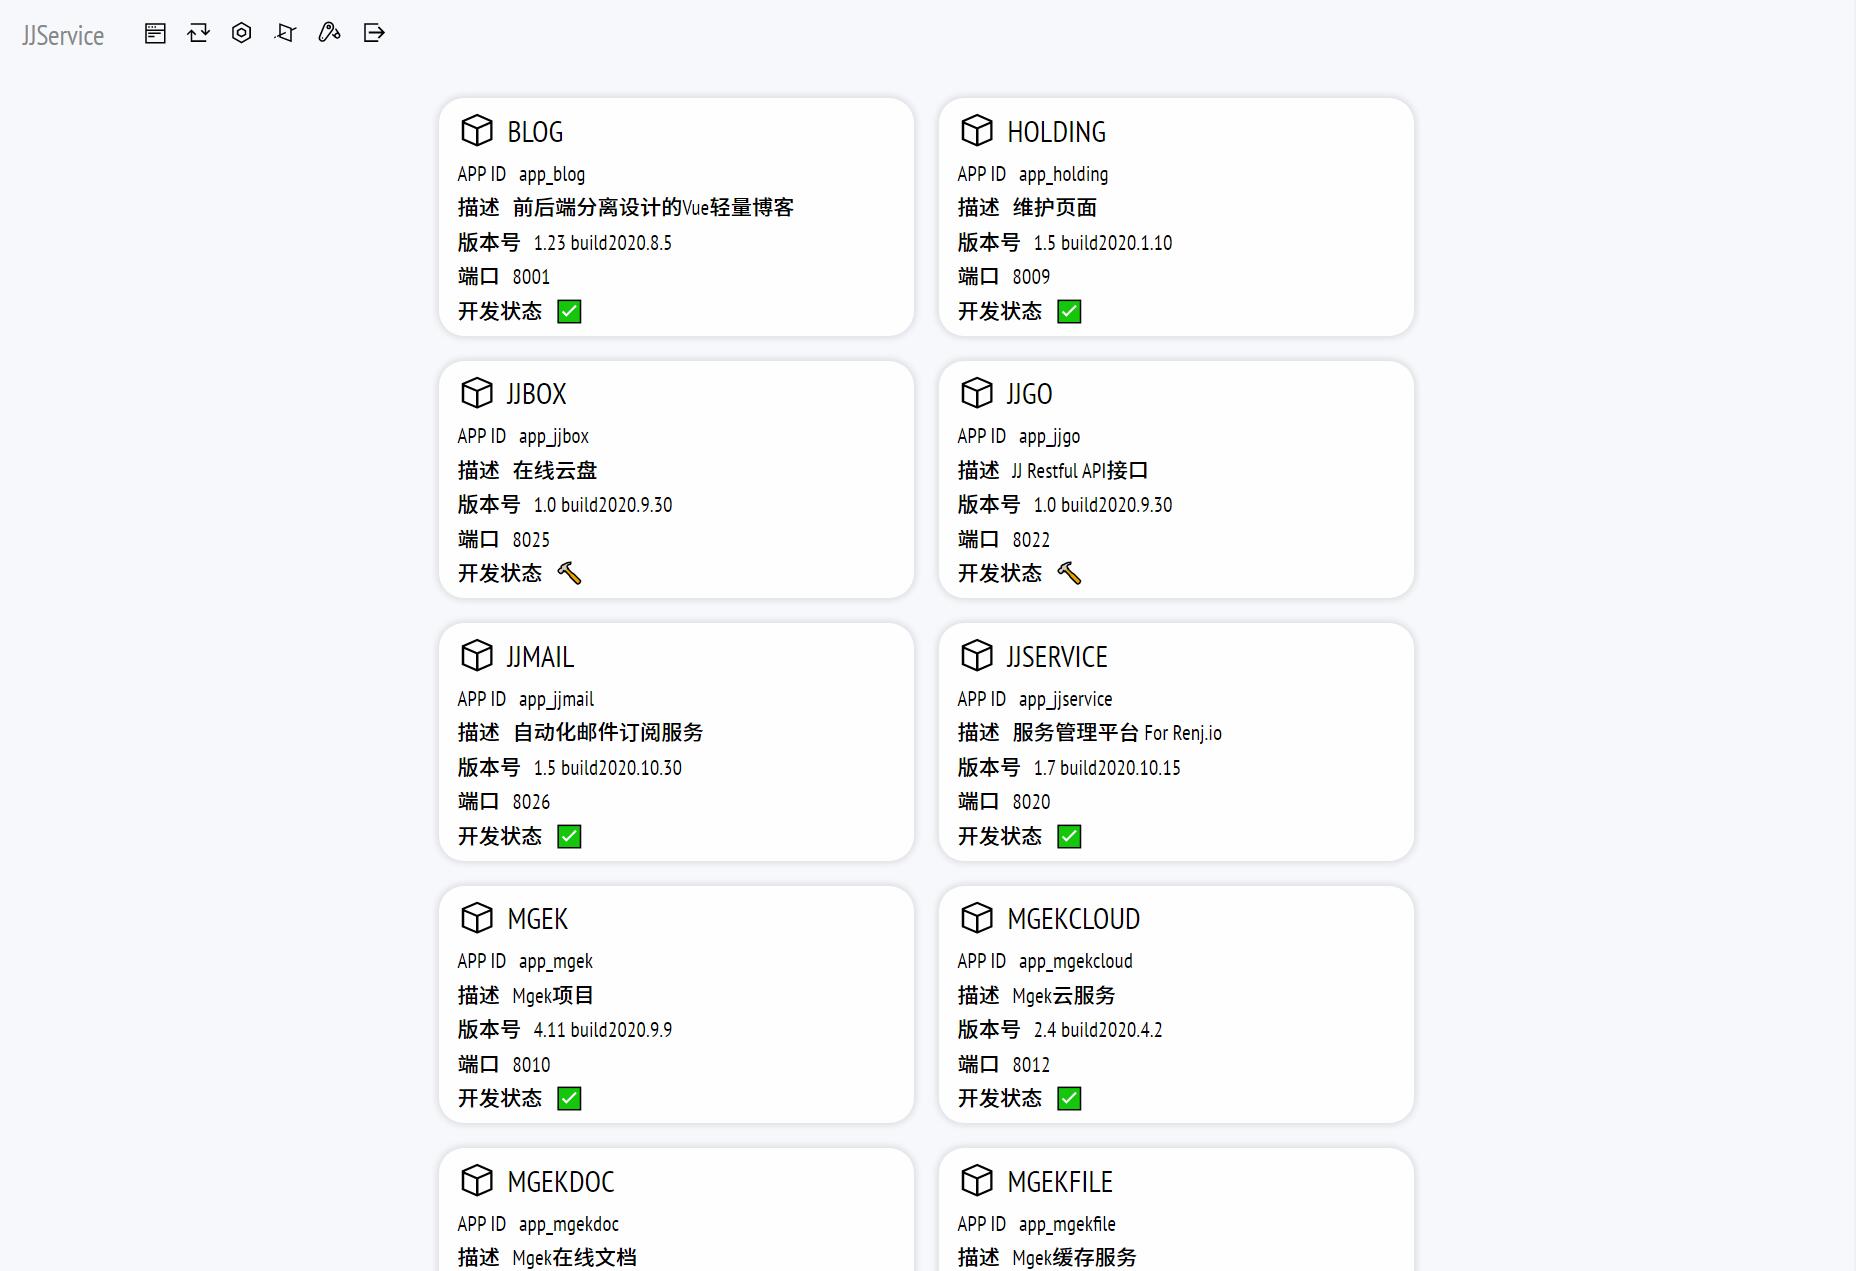 JJService
BLOG
APP ID app_blog
描述 前后端分离设计的Vue轻量博客
版本号 1.23 build2020.8.5
端口 8001
开发状态 ✅
HOLDING
APP ID app_holding
描述 维护页面
版本号 1.5 build2020.1.10
端口 8009
开发状态 ✅
JJBOX
APP ID app_jjbox
描述 在线云盘
版本号 1.0 build2020.9.30
端口 8025
开发状态 🔨
JJGO
APP ID app_jjgo
描述 JJ Restful API接口
版本号 1.0 build2020.9.30
端口 8022
开发状态 🔨
JJMAIL
APP ID app_jjmail
描述 自动化邮件订阅服务
版本号 1.5 build2020.10.30
端口 8026
开发状态 ✅
JJSERVICE
APP ID app_jjservice
描述 服务管理平台 For Renj.io
版本号 1.7 build2020.10.15
端口 8020
开发状态 ✅
MGEK
APP ID app_mgek
描述 Mgek项目
版本号 4.11 build2020.9.9
端口 8010
开发状态 ✅
MGEKCLOUD
APP ID app_mgekcloud
描述 Mgek云服务
版本号 2.4 build2020.4.2
端口 8012
开发状态 ✅
MGEKDOC
APP ID app_mgekdoc
描述 Mgek在线文档
MGEKFILE
APP ID app_mgekfile
描述 Mgek缓存服务